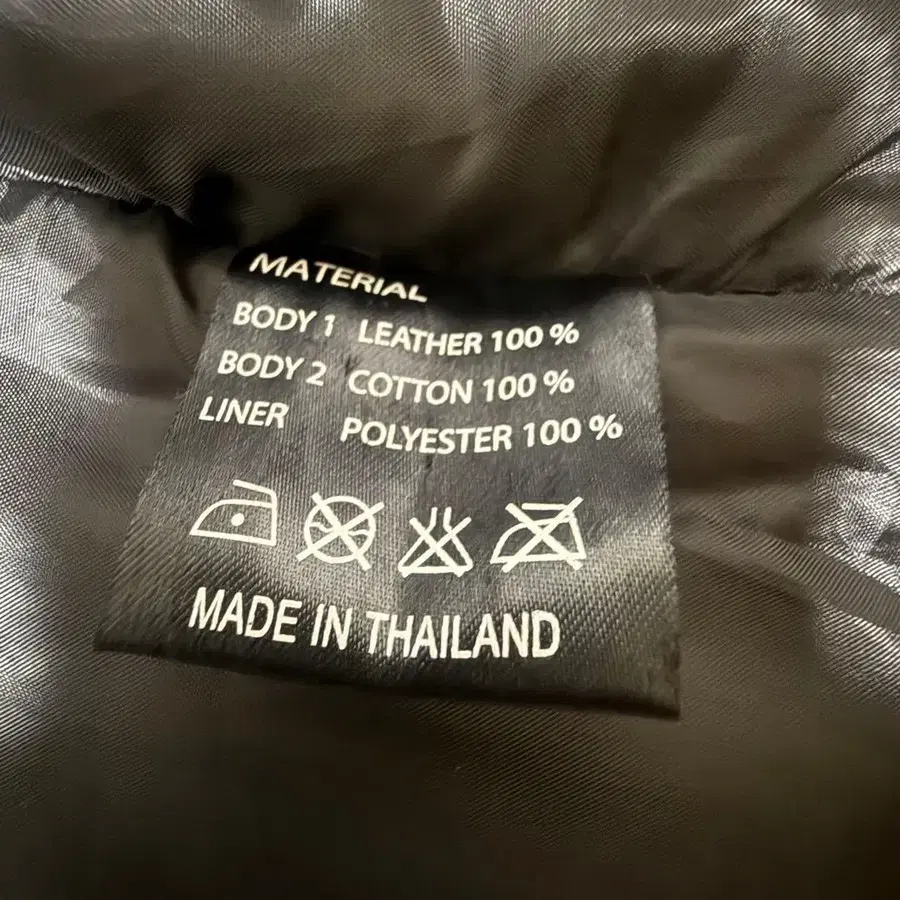 MATERIAL
BODY 1 LEATHER 100 %
BODY 2 COTTON 100 %
LINER POLYESTER 100 %
MADE IN THAILAND